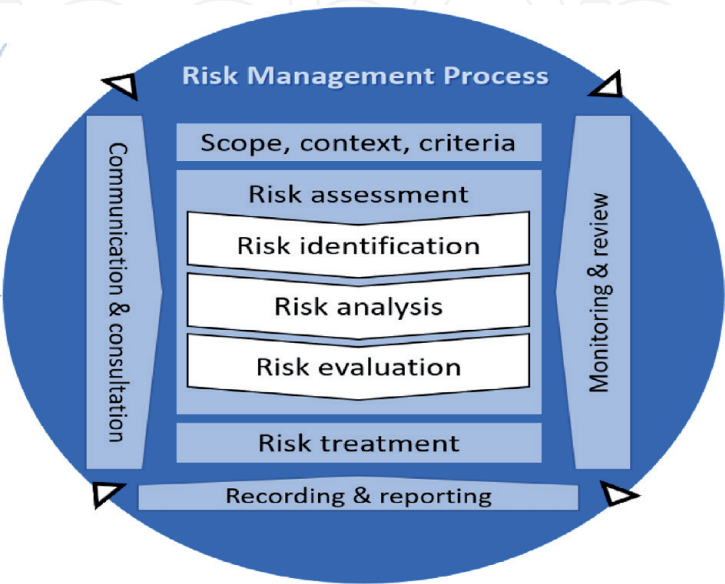 Risk Management Process
Scope, context, criteria
Risk assessment
Risk identification
Risk analysis
Risk evaluation
Risk treatment
Communication & consultation
Monitoring & review
Recording & reporting